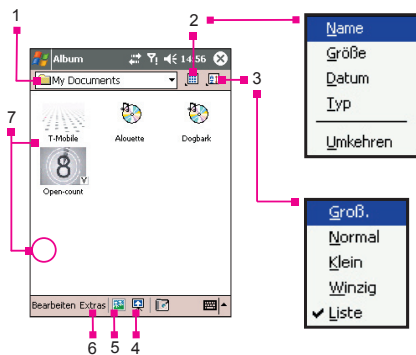 1
2
Album
14:56
My Documents
3
7
T-Mobile
Alouette
Dogbark
8
Open-count
Bearbeiten Extras
6
5
4
Name
Größe
Datum
Typ
Umkehren
Groß.
Normal
Klein
Winzig
Liste